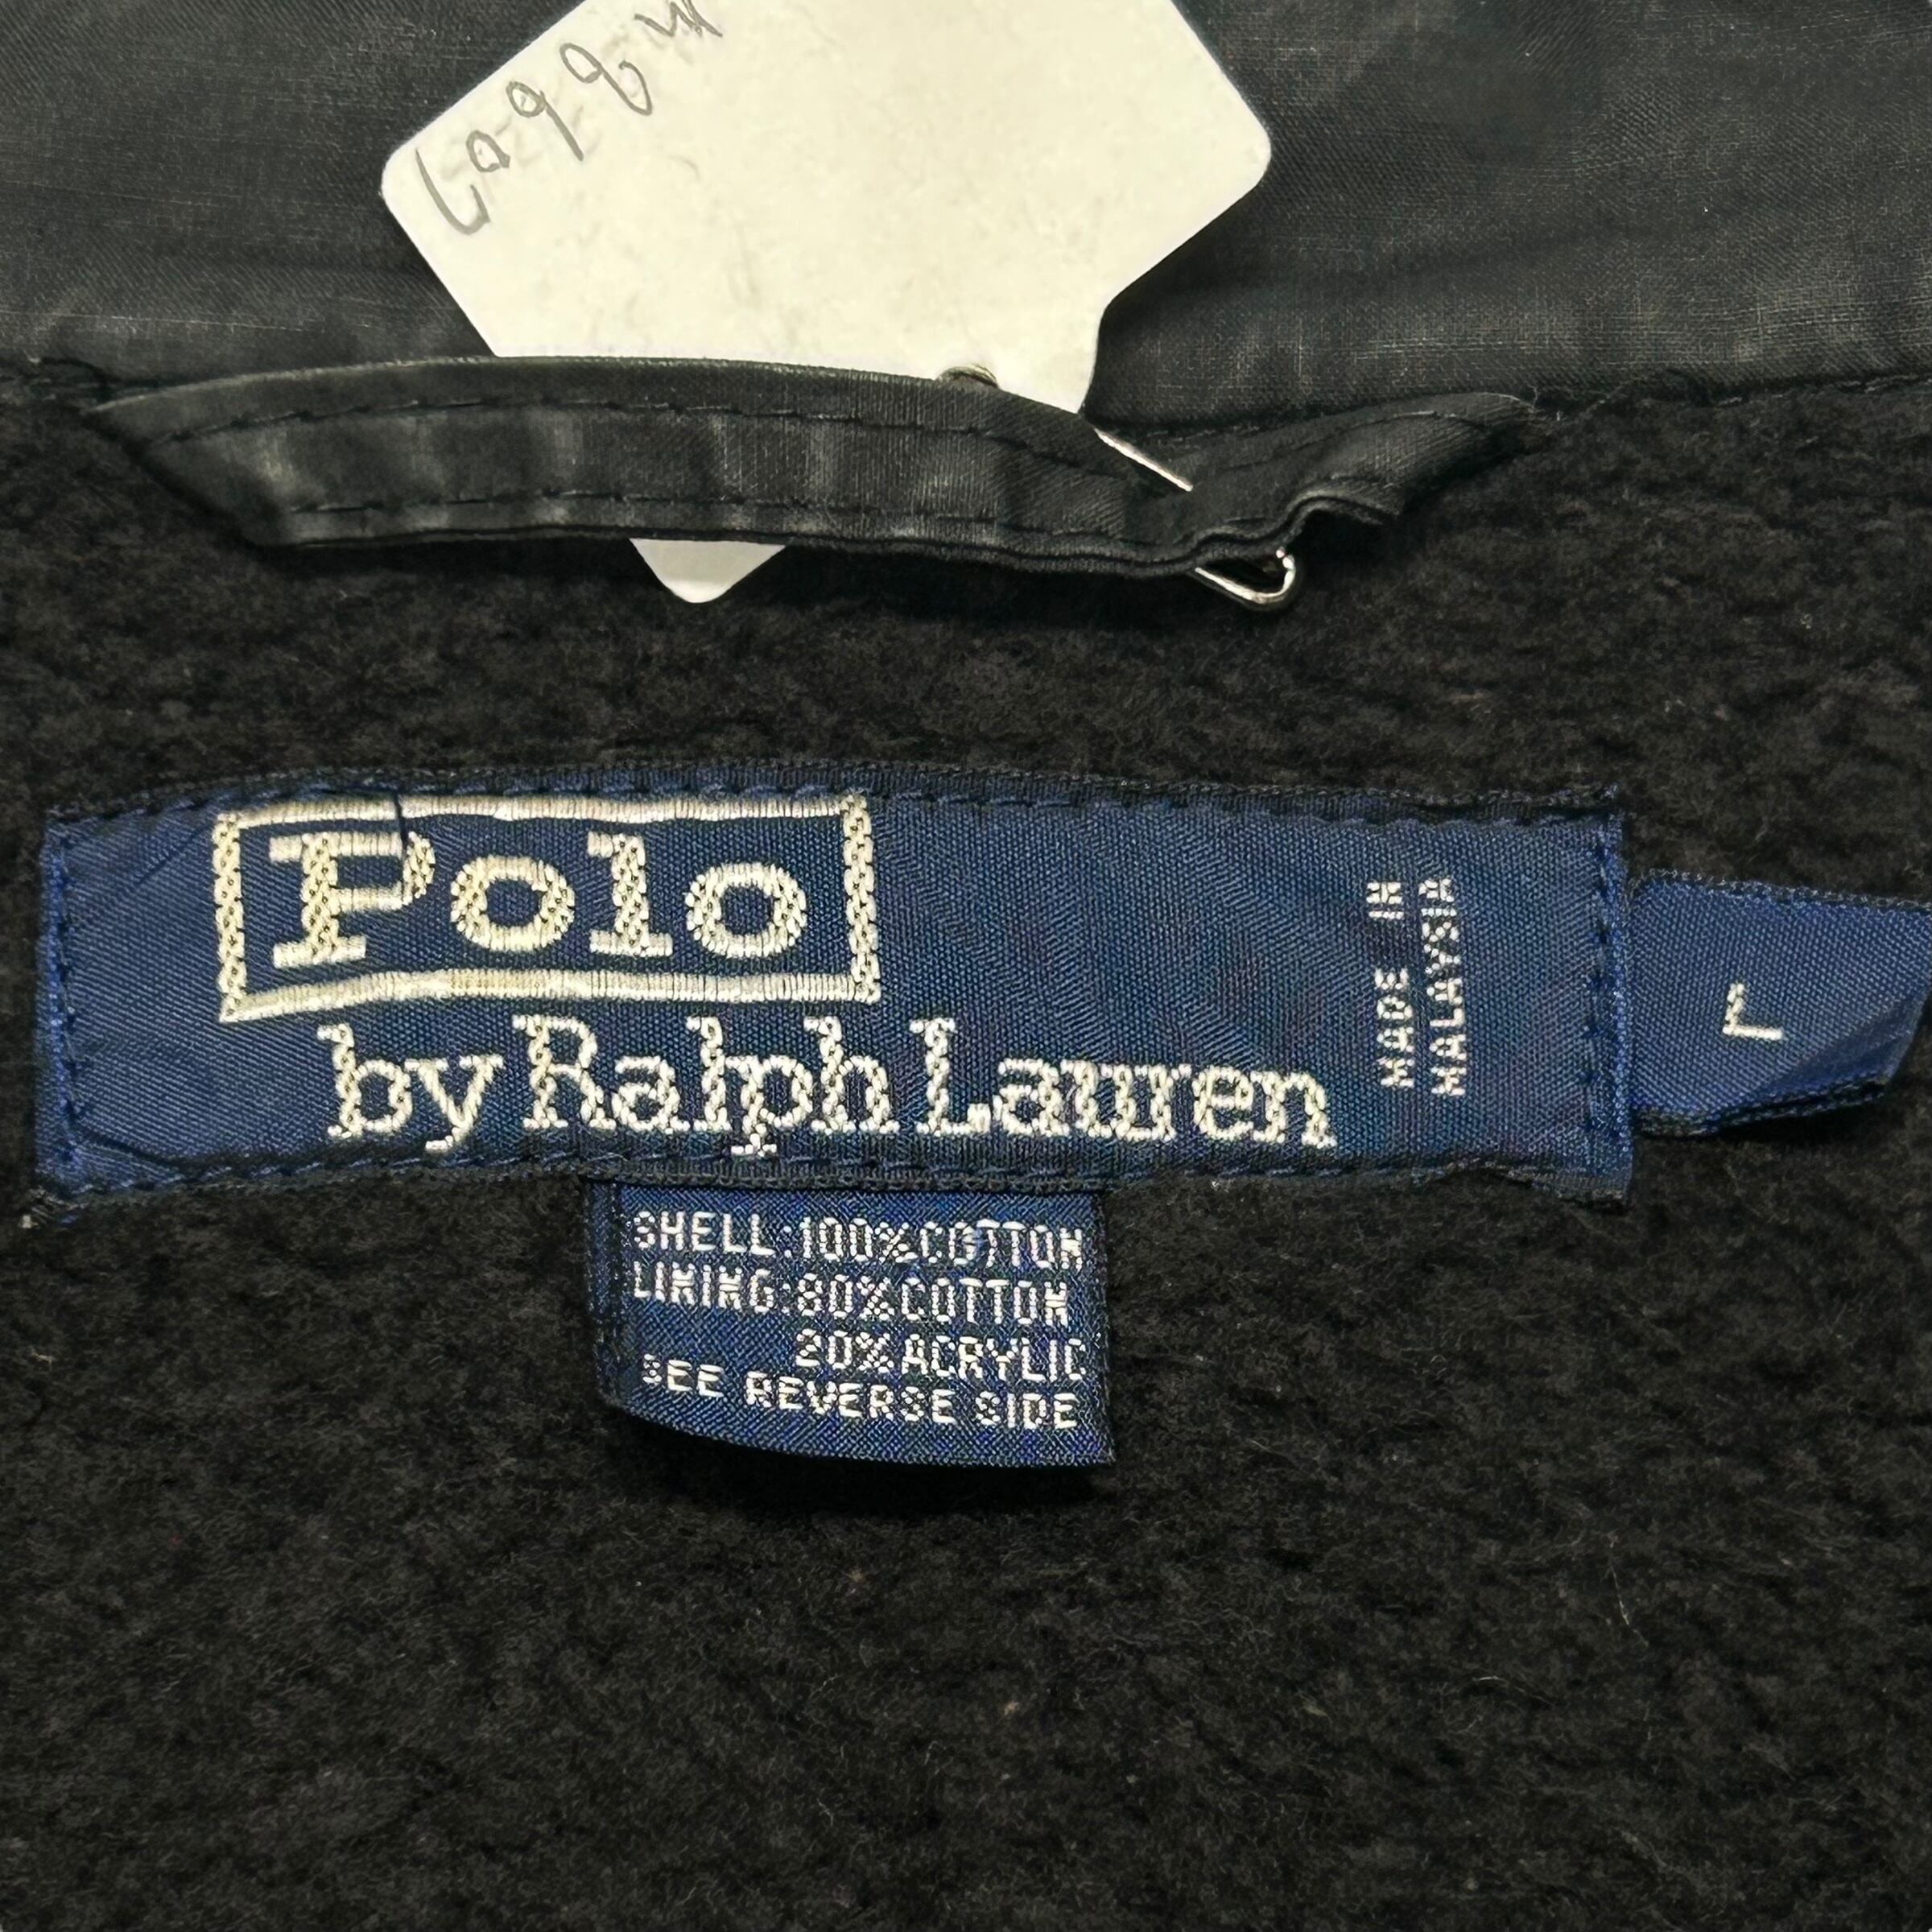 Polo
by Ralph Lauren
MADE IN
MALAYSIA
L
SHELL:100%COTTON
LINING:80%COTTON
20%ACRYLIC
SEE REVERSE SIDE